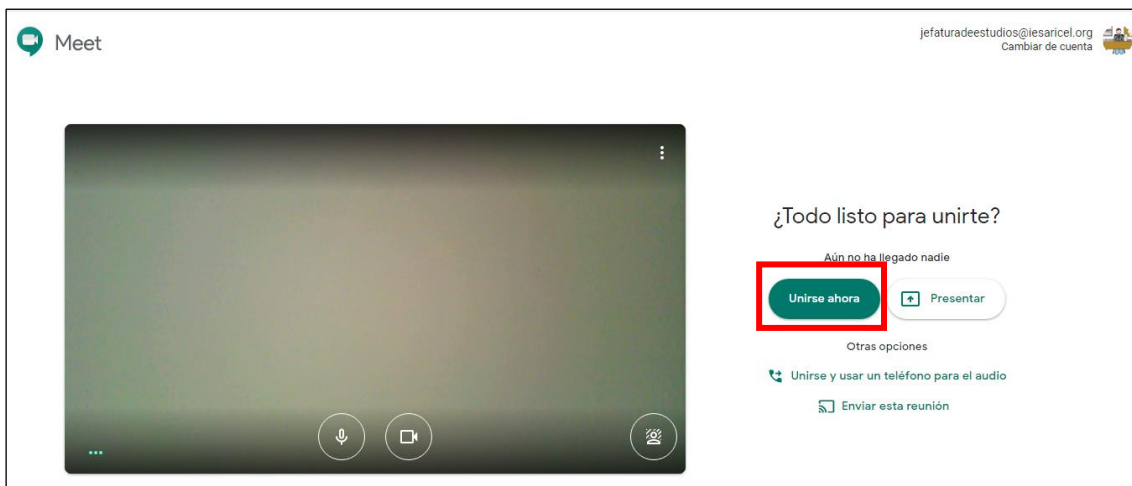 Meet
jefaturadeestudios@iesaricel.org
Cambiar de cuenta
¿Todo listo para unirte?
Aún no ha llegado nadie
Unirse ahora
Presentar
Otras opciones
Unirse y usar un teléfono para el audio
Enviar esta reunión